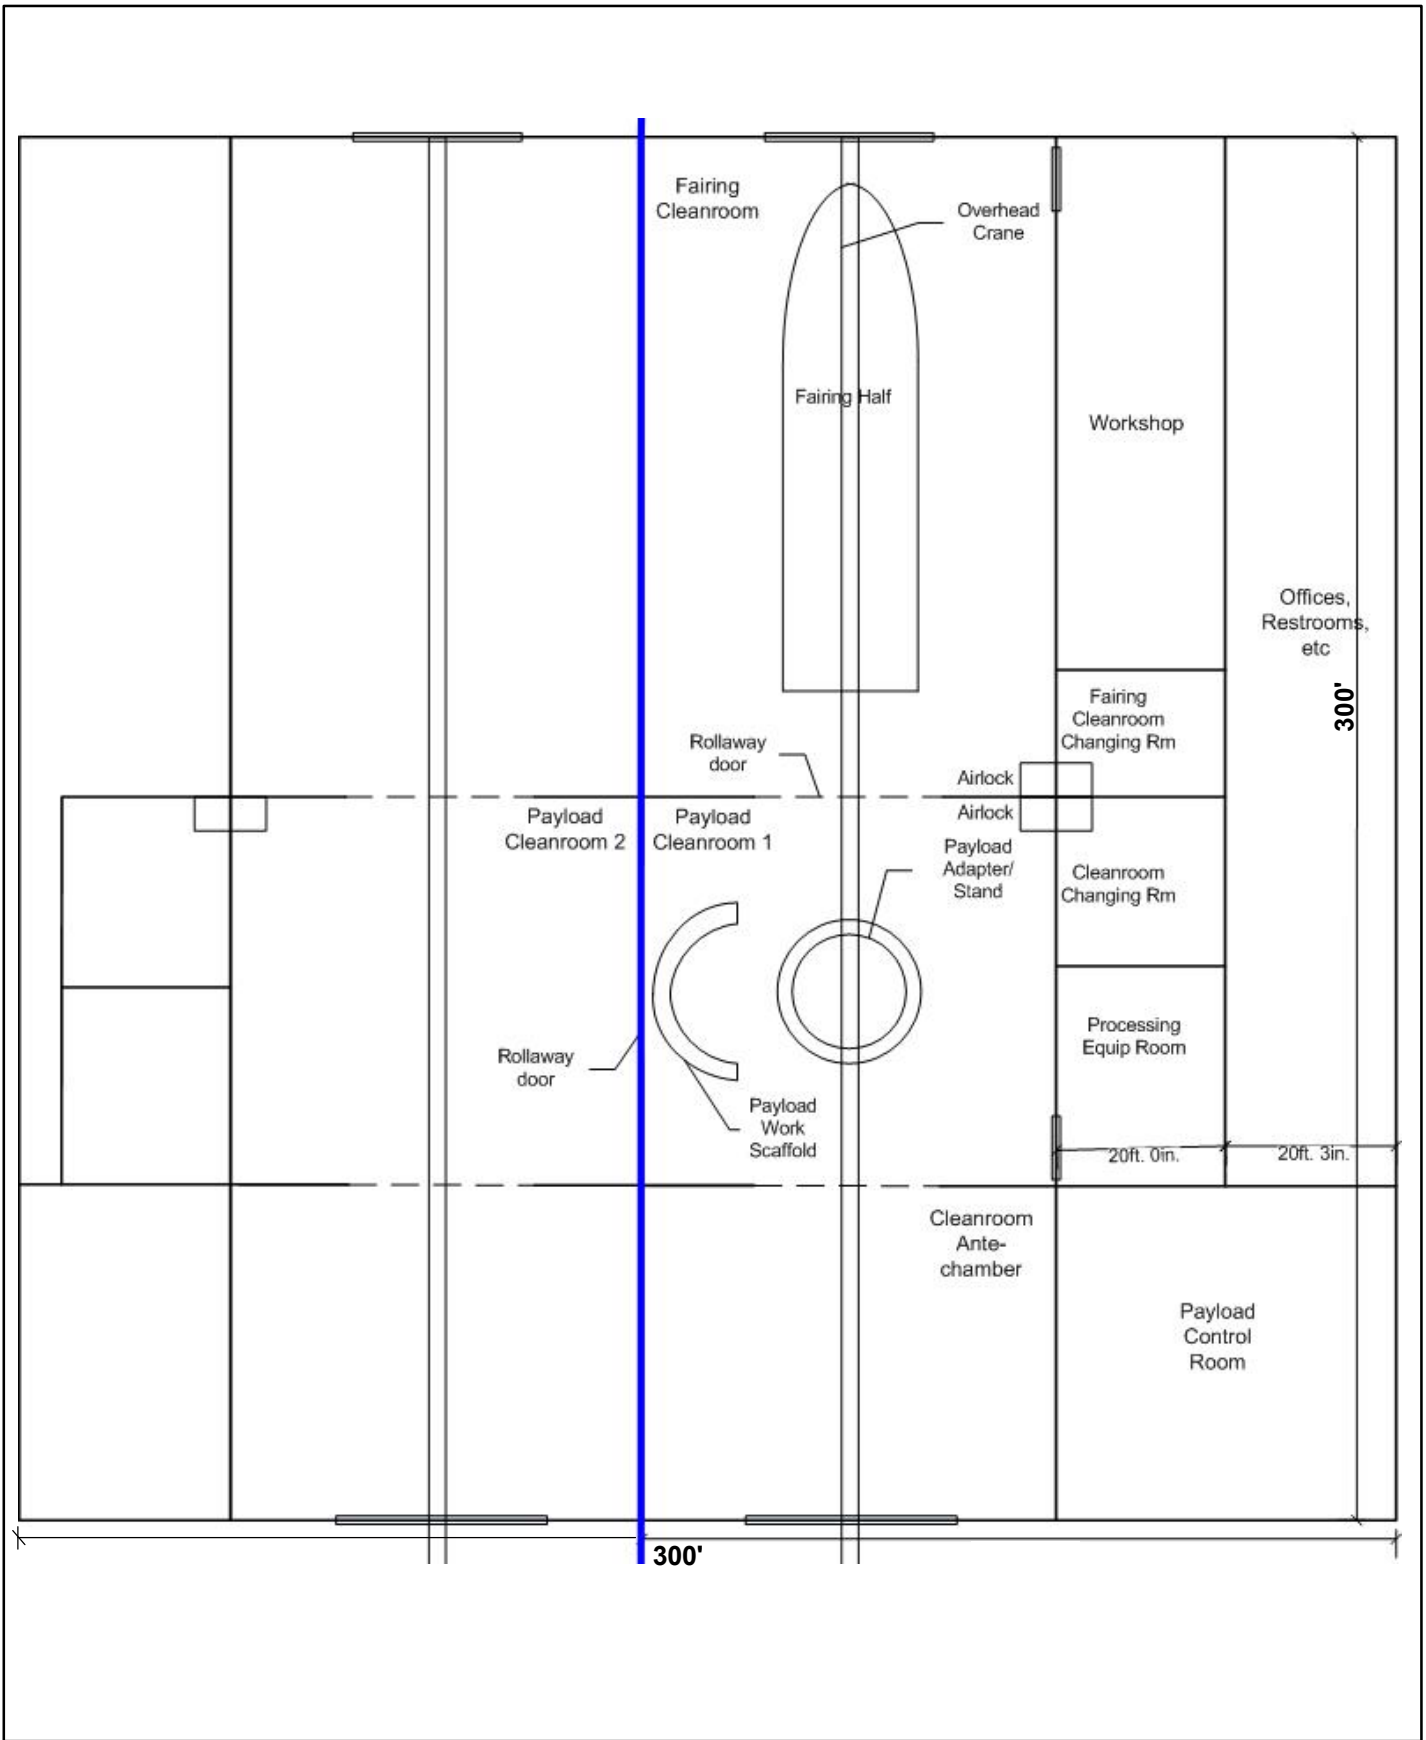 Fairing
Cleanroom
Overhead
Crane
Fairing Half
Workshop
Offices,
Restrooms,
etc
300'
Fairing
Cleanroom
Changing Rm
Rollaway
door
Airlock
Airlock
Payload
Cleanroom 2
Payload
Cleanroom 1
Payload
Adapter/
Stand
Cleanroom
Changing Rm
Processing
Equip Room
Rollaway
door
Payload
Work
Scaffold
20ft. 0in.
20ft. 3in.
Cleanroom
Ante-
chamber
Payload
Control
Room
300'